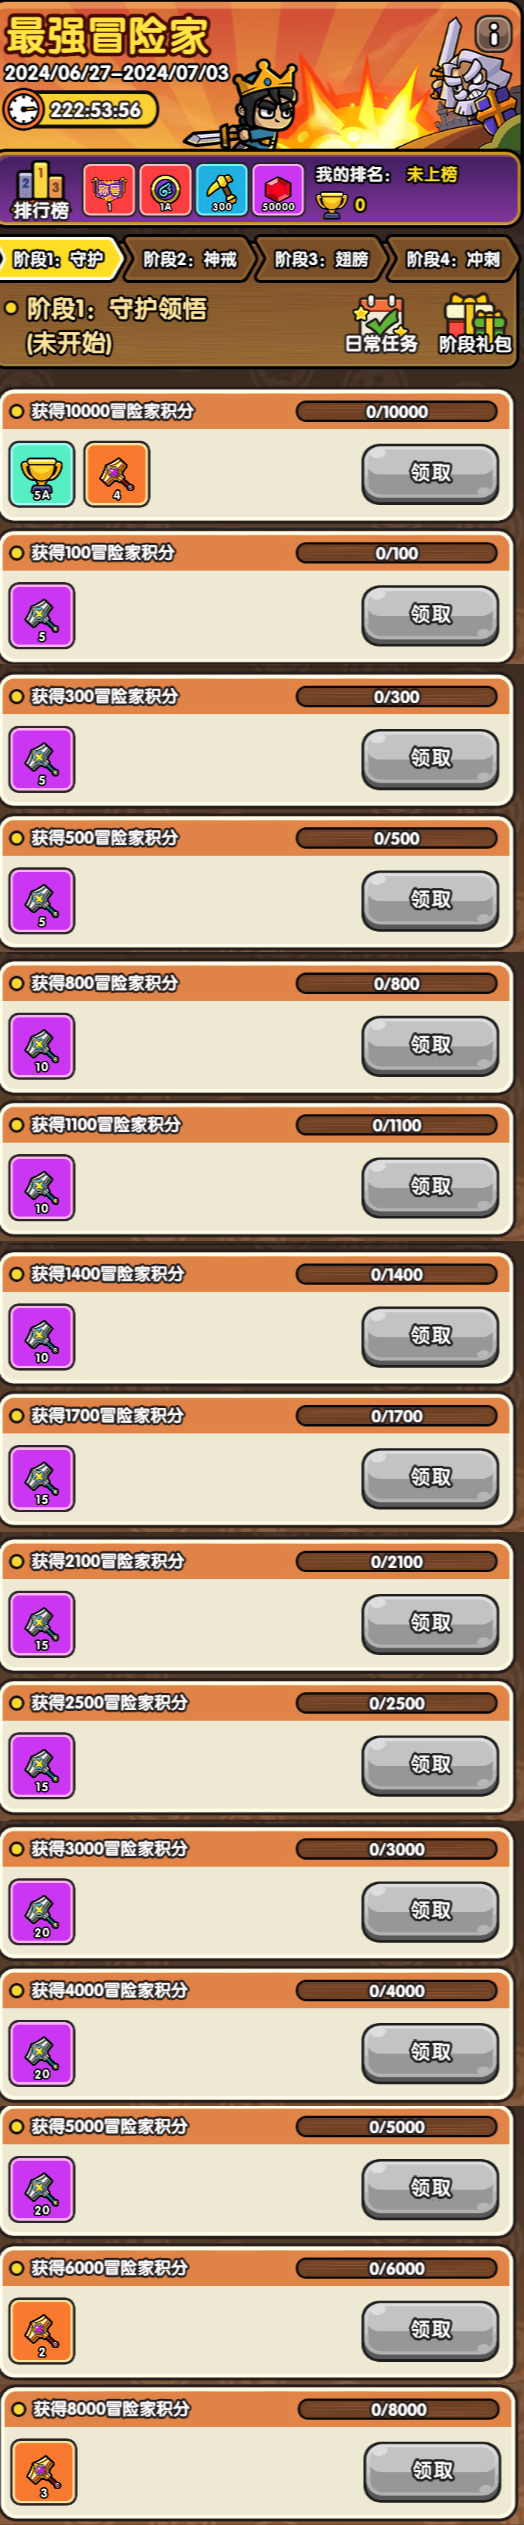 最强冒险家
2024/06/27-2024/07/03
222:53:56
排行榜
称号
1
1A
300
50000
我的排名: 未上榜
0
阶段1: 守护
阶段2: 神戒
阶段3: 翅膀
阶段4: 冲刺
阶段1: 守护领悟
(未开始)
日常任务
阶段礼包
获得10000冒险家积分
0/10000
5A
4
领取
获得100冒险家积分
0/100
5
领取
获得300冒险家积分
0/300
5
领取
获得500冒险家积分
0/500
5
领取
获得800冒险家积分
0/800
10
领取
获得1100冒险家积分
0/1100
10
领取
获得1400冒险家积分
0/1400
10
领取
获得1700冒险家积分
0/1700
15
领取
获得2100冒险家积分
0/2100
15
领取
获得2500冒险家积分
0/2500
15
领取
获得3000冒险家积分
0/3000
20
领取
获得4000冒险家积分
0/4000
20
领取
获得5000冒险家积分
0/5000
20
领取
获得6000冒险家积分
0/6000
2
领取
获得8000冒险家积分
0/8000
3
领取